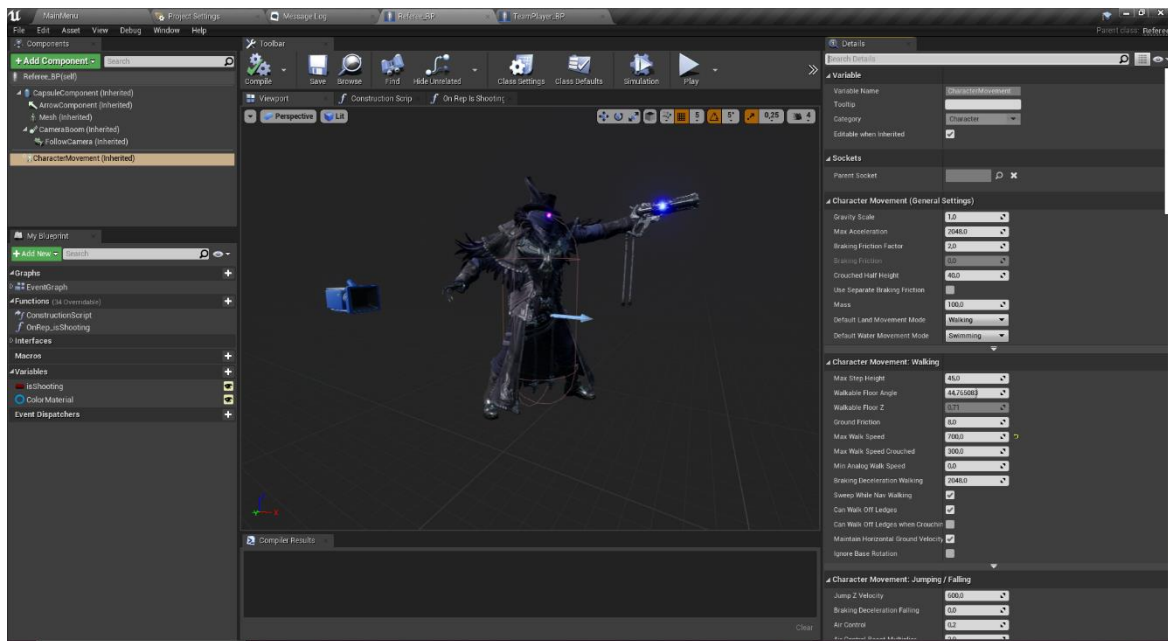 MainMenu
Project Settings
Message Log
Referee_BP
TeamPlayer_BP
File Edit Asset View Debug Window Help
Parent class: Referee
Components
+Add Component
Search
Referee_BP(self)
CapsuleComponent (Inherited)
ArrowComponent (Inherited)
Mesh (Inherited)
CameraBoom (Inherited)
FollowCamera (Inherited)
CharacterMovement (Inherited)
My Blueprint
+Add New
Search
Graphs
EventGraph
Functions (34 Overridable)
ConstructionScript
OnRep_isShooting
Interfaces
Macros
Variables
isShooting
ColorMaterial
Event Dispatchers
Toolbar
Compile
Save
Browse
Find
Hide Unrelated
Class Settings
Class Defaults
Simulation
Play
Viewport
Construction Scrip
On Rep Is Shooting
Perspective
Lit
5
5°
0,25
4
X
Compiler Results
Clear
Details
Search Details
Variable
Variable Name CharacterMovement
Tooltip
Category Character
Editable when Inherited
Sockets
Parent Socket
Character Movement (General Settings)
Gravity Scale 1,0
Max Acceleration 2048,0
Braking Friction Factor 2,0
Braking Friction 0,0
Crouched Half Height 40,0
Use Separate Braking Friction
Mass 100,0
Default Land Movement Mode Walking
Default Water Movement Mode Swimming
Character Movement: Walking
Max Step Height 45,0
Walkable Floor Angle 44,765083
Walkable Floor Z 0,71
Ground Friction 8,0
Max Walk Speed 700,0
Max Walk Speed Crouched 300,0
Min Analog Walk Speed 0,0
Braking Deceleration Walking 2048,0
Sweep While Nav Walking
Can Walk Off Ledges
Can Walk Off Ledges when Crouchin
Maintain Horizontal Ground Velocity
Ignore Base Rotation
Character Movement: Jumping / Falling
Jump Z Velocity 600,0
Braking Deceleration Falling 0,0
Air Control 0,2